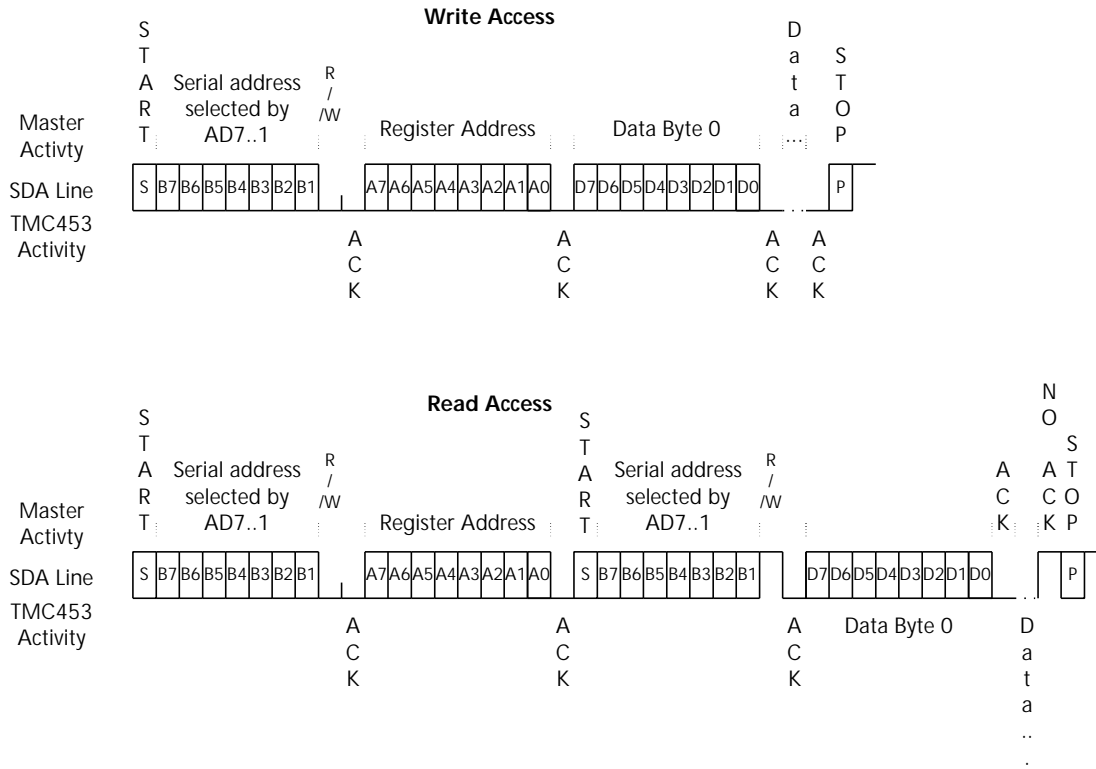 Write Access
START
Serial address
selected by
AD7..1
R
/
/W
Register Address
Data Byte 0
Data
...
STOP
Master
Activty
SDA Line
S B7 B6 B5 B4 B3 B2 B1 A7 A6 A5 A4 A3 A2 A1 A0 D7 D6 D5 D4 D3 D2 D1 D0 P
TMC453
Activity
ACK
ACK
ACK
ACK
Read Access
START
Serial address
selected by
AD7..1
R
/
/W
Register Address
START
Serial address
selected by
AD7..1
R
/
/W
ACK
NO ACK
STOP
Master
Activty
SDA Line
S B7 B6 B5 B4 B3 B2 B1 A7 A6 A5 A4 A3 A2 A1 A0 S B7 B6 B5 B4 B3 B2 B1 D7 D6 D5 D4 D3 D2 D1 D0 P
TMC453
Activity
ACK
ACK
ACK
Data Byte 0
Data
...